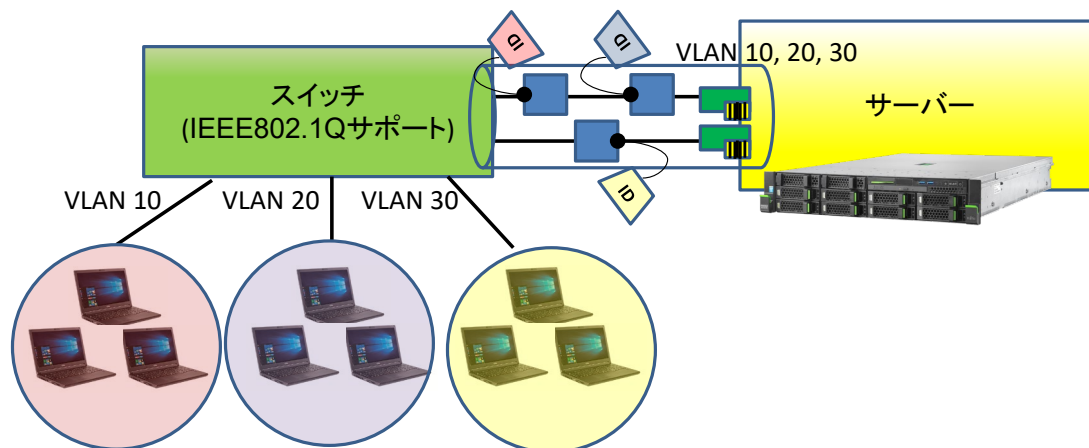 ID
ID
VLAN 10, 20, 30
スイッチ
(IEEE802.1Qサポート)
サーバー
ID
VLAN 10
VLAN 20
VLAN 30